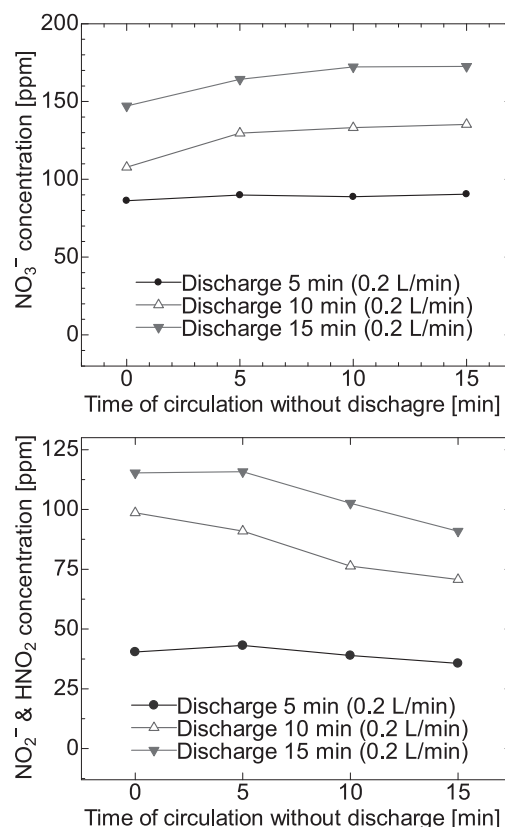 200
150
100
50
0
NO₃⁻ concentration [ppm]
Discharge 5 min (0.2 L/min)
Discharge 10 min (0.2 L/min)
Discharge 15 min (0.2 L/min)
0 5 10 15
Time of circulation without dischagre [min]
125
100
75
50
25
0
NO₂⁻ & HNO₂ concentration [ppm]
Discharge 5 min (0.2 L/min)
Discharge 10 min (0.2 L/min)
Discharge 15 min (0.2 L/min)
0 5 10 15
Time of circulation without discharge [min]